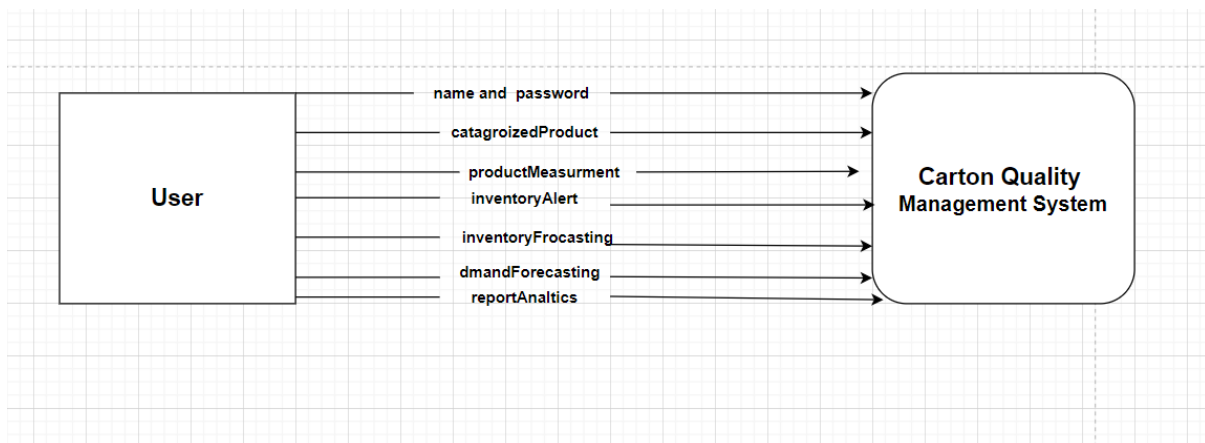 name and password
catagroizedProduct
productMeasurment
User
inventoryAlert
inventoryFrocasting
dmandForecasting
reportAnaltics
Carton Quality
Management System